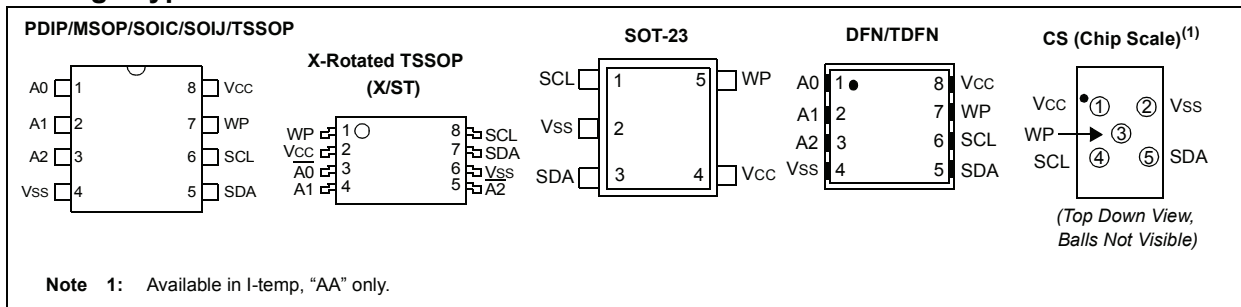 PDIP/MSOP/SOIC/SOIJ/TSSOP
A0 1 8 VCC
A1 2 7 WP
A2 3 6 SCL
VSS 4 5 SDA
X-Rotated TSSOP
(X/ST)
WP 1 8 SCL
VCC 2 7 SDA
A0 3 6 VSS
A1 4 5 A2
SOT-23
SCL 1 5 WP
VSS 2
SDA 3 4 VCC
DFN/TDFN
A0 1 8 VCC
A1 2 7 WP
A2 3 6 SCL
VSS 4 5 SDA
CS (Chip Scale)(1)
VCC 1 2 VSS
WP 3
SCL 4 5 SDA
(Top Down View,
Balls Not Visible)
Note 1: Available in I-temp, “AA” only.